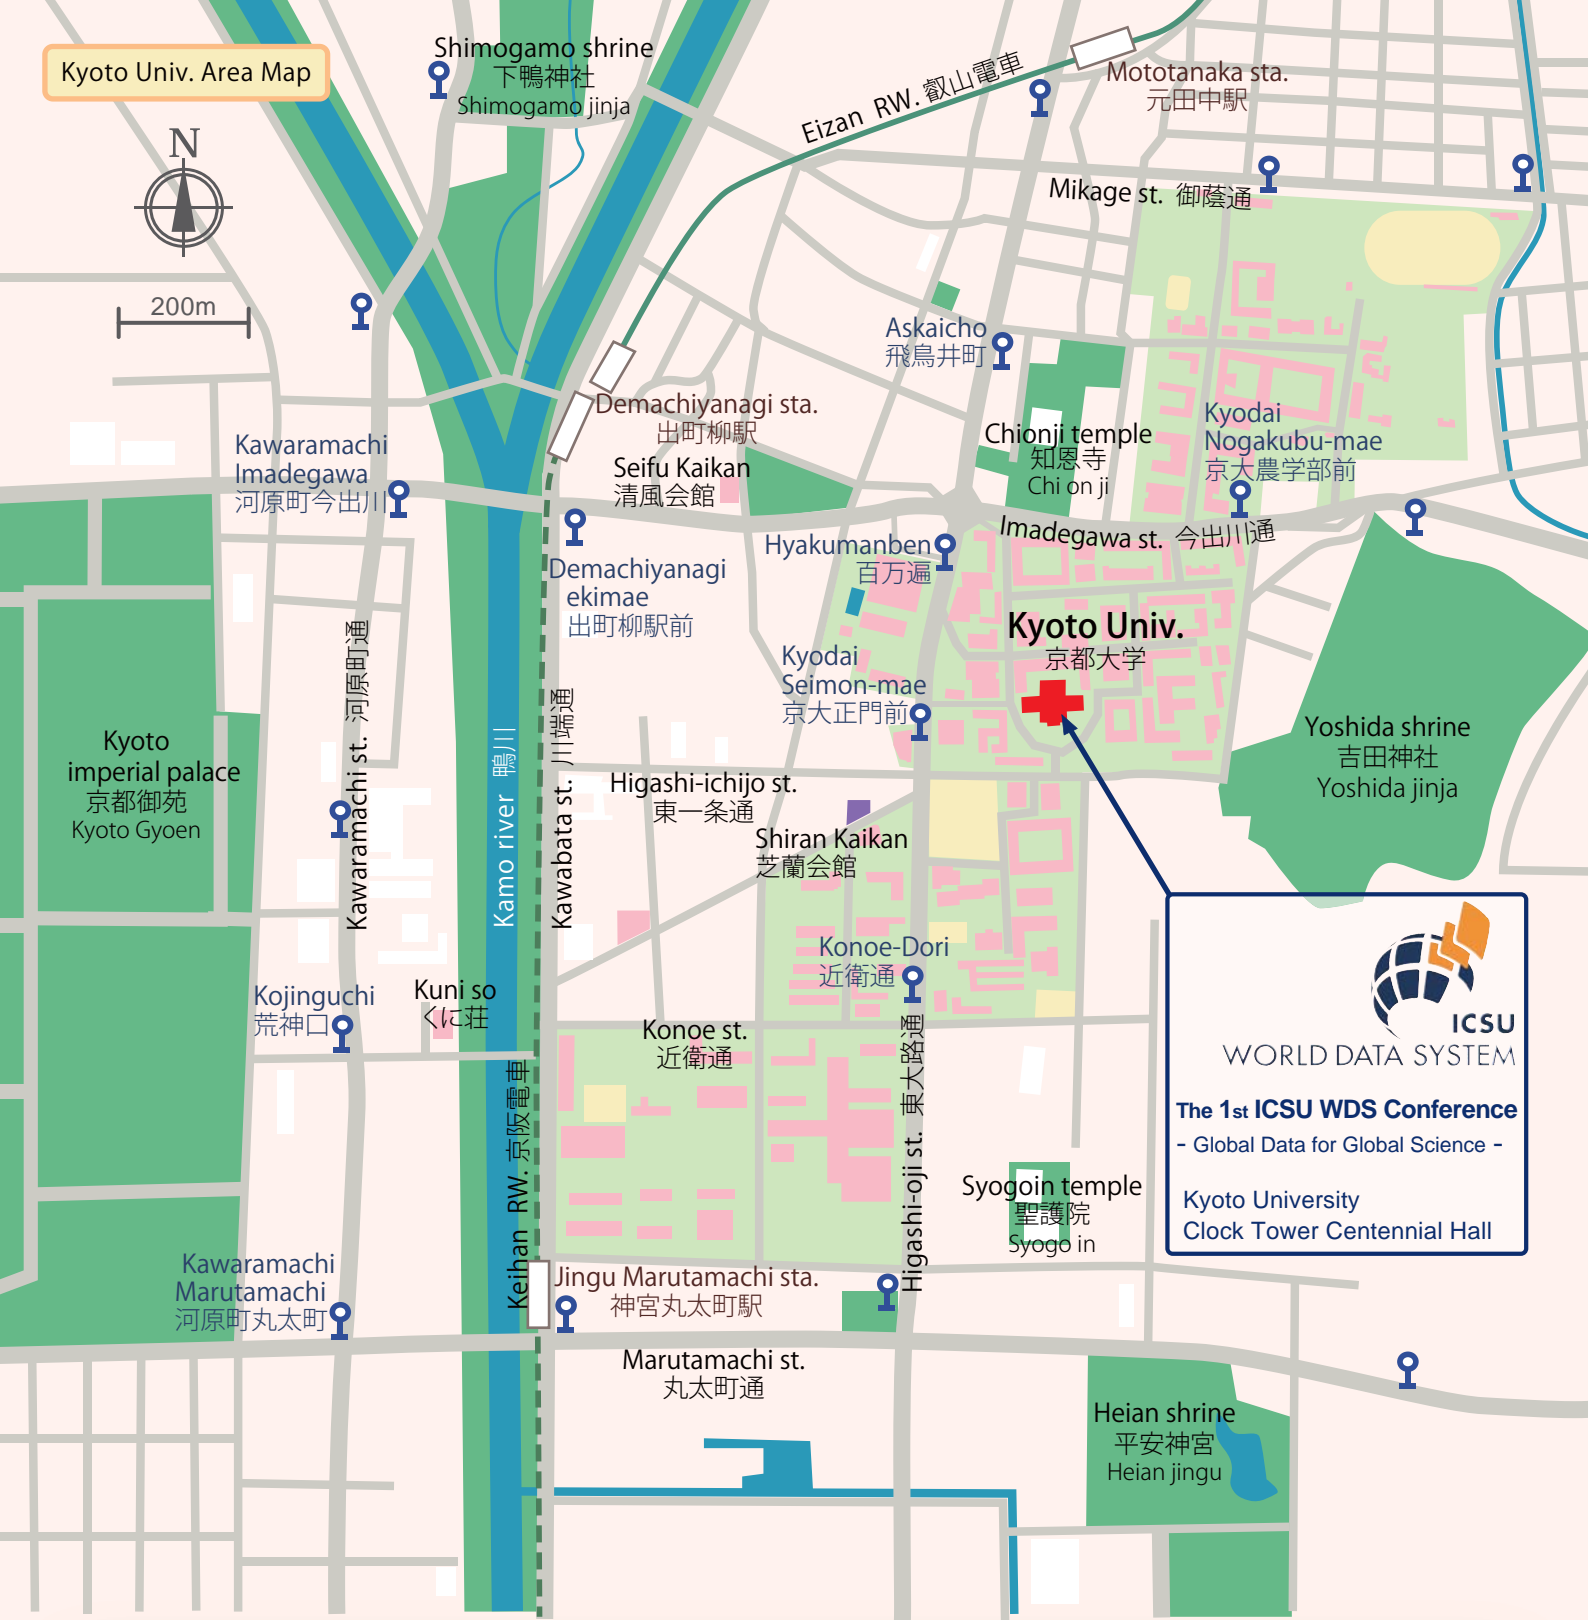 Kyoto Univ. Area Map
N
200m
Shimogamo shrine
下鴨神社
Shimogamo jinja
Eizan RW. 叡山電車
Mototanaka sta.
元田中駅
Mikage st. 御蔭通
Askaicho
飛鳥井町
Demachiyanagi sta.
出町柳駅
Seifu Kaikan
清風会館
Chionji temple
知恩寺
Chi on ji
Kyodai
Nogakubu-mae
京大農学部前
Kawaramachi
Imadegawa
河原町今出川
Imadegawa st. 今出川通
Hyakumanben
百万遍
Demachiyanagi
ekimae
出町柳駅前
Kyoto Univ.
京都大学
Kyodai
Seimon-mae
京大正門前
Kawaramachi st. 河原町通
Kamo river 鴨川
Kawabata st. 川端通
Kyoto
imperial palace
京都御苑
Kyoto Gyoen
Higashi-ichijo st.
東一条通
Yoshida shrine
吉田神社
Yoshida jinja
Shiran Kaikan
芝蘭会館
Konoe-Dori
近衛通
Kojinguchi
荒神口
Kuni so
くに荘
Konoe st.
近衛通
Keihan RW. 京阪電車
Higashi-oji st. 東大路通
ICSU
WORLD DATA SYSTEM
The 1st ICSU WDS Conference
- Global Data for Global Science -
Kyoto University
Clock Tower Centennial Hall
Syogoin temple
聖護院
Syogo in
Kawaramachi
Marutamachi
河原町丸太町
Jingu Marutamachi sta.
神宮丸太町駅
Marutamachi st.
丸太町通
Heian shrine
平安神宮
Heian jingu